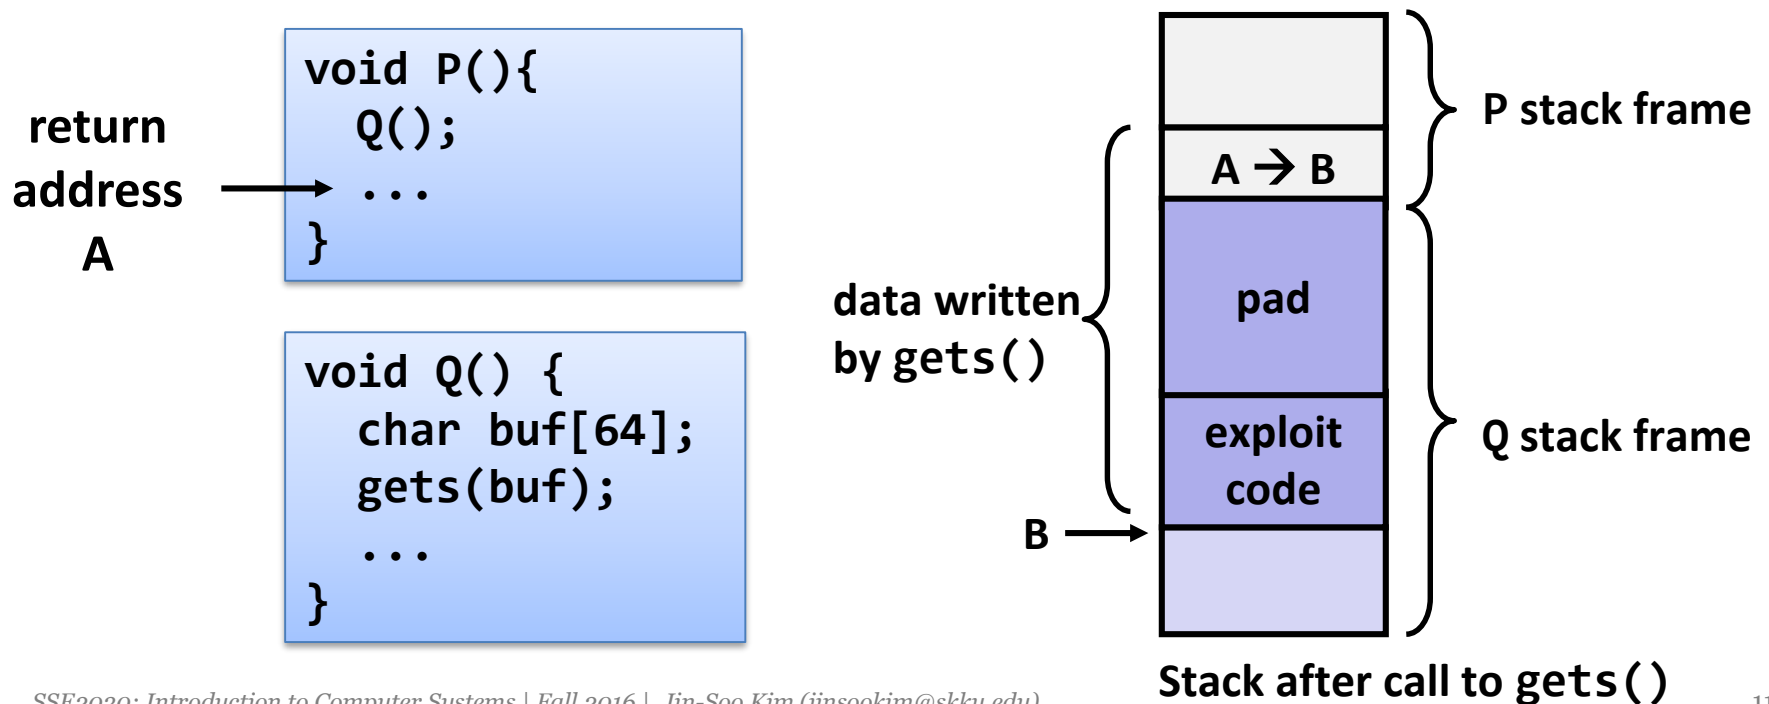 return
address
A
void P(){
Q();
...
}
void Q() {
char buf[64];
gets(buf);
...
}
data written
by gets()
B
A → B
pad
exploit
code
P stack frame
Q stack frame
Stack after call to gets()
SSE2030: Introduction to Computer Systems | Fall 2016 | Jin-Soo Kim (jinsookim@skku.edu)
11